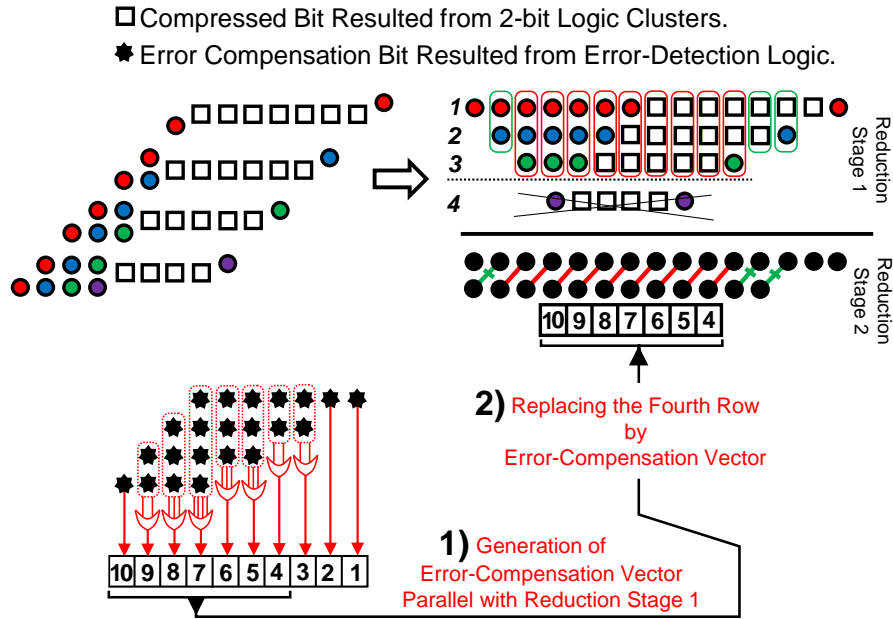 Compressed Bit Resulted from 2-bit Logic Clusters.
Error Compensation Bit Resulted from Error-Detection Logic.
1
2
3
4
Reduction
Stage 1
Reduction
Stage 2
10 9 8 7 6 5 4
2) Replacing the Fourth Row
by
Error-Compensation Vector
1) Generation of
Error-Compensation Vector
Parallel with Reduction Stage 1
10 9 8 7 6 5 4 3 2 1